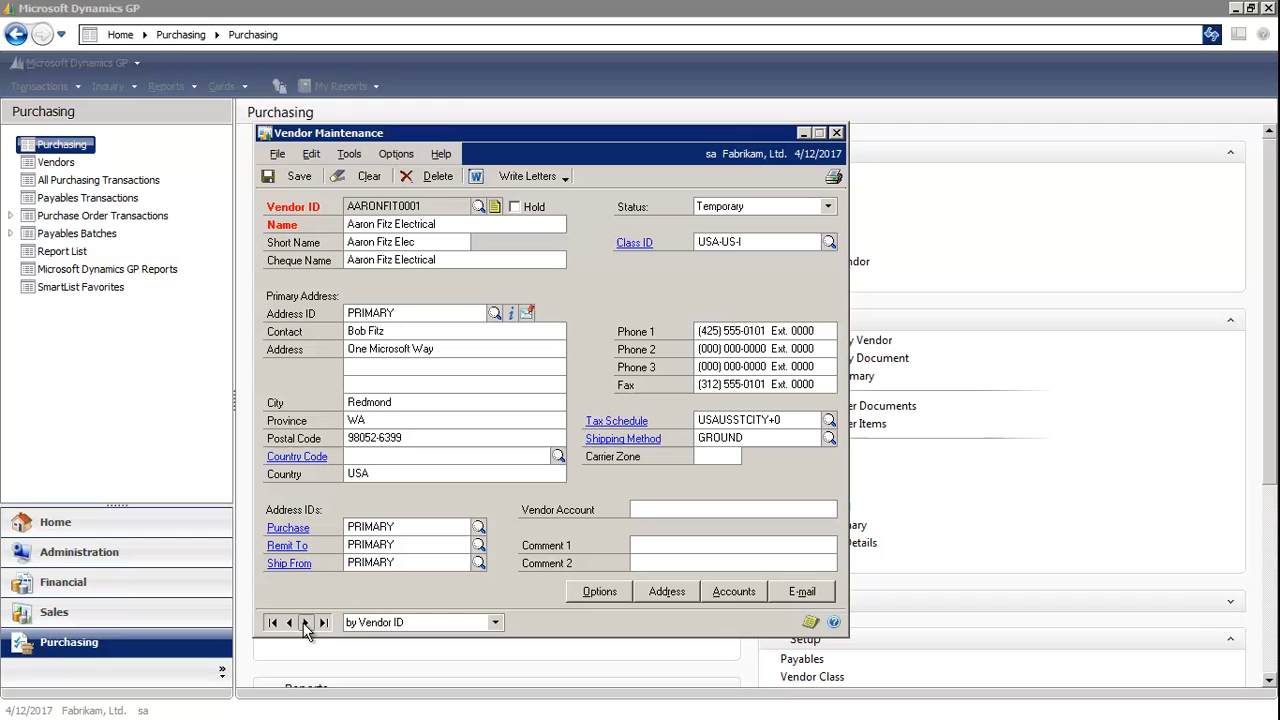 Microsoft Dynamics GP
Home Purchasing Purchasing
Microsoft Dynamics GP
Transactions Inquiry Reports Cards My Reports
Purchasing
Purchasing
Vendors
All Purchasing Transactions
Payables Transactions
Purchase Order Transactions
Payables Batches
Report List
Microsoft Dynamics GP Reports
SmartList Favorites
Home
Administration
Financial
Sales
Purchasing
»
Purchasing
Vendor Maintenance
File Edit Tools Options Help sa Fabrikam, Ltd. 4/12/2017
Save Clear Delete Write Letters
Vendor ID AARONFIT0001 Hold Status: Temporary
Name Aaron Fitz Electrical
Short Name Aaron Fitz Elec Class ID USA-US-I
Cheque Name Aaron Fitz Electrical
Primary Address:
Address ID PRIMARY
Contact Bob Fitz Phone 1 (425) 555-0101 Ext. 0000
Address One Microsoft Way Phone 2 (000) 000-0000 Ext. 0000
Phone 3 (000) 000-0000 Ext. 0000
Fax (312) 555-0101 Ext. 0000
City Redmond
Province WA Tax Schedule USAUSSTCITY+0
Postal Code 98052-6399 Shipping Method GROUND
Country Code Carrier Zone
Country USA
Address IDs: Vendor Account
Purchase PRIMARY
Remit To PRIMARY Comment 1
Ship From PRIMARY Comment 2
Options Address Accounts E-mail
by Vendor ID
y Vendor
y Document
mary
er Documents
er Items
Details
Setup
Payables
Vendor Class
Reports
4/12/2017 Fabrikam, Ltd. sa